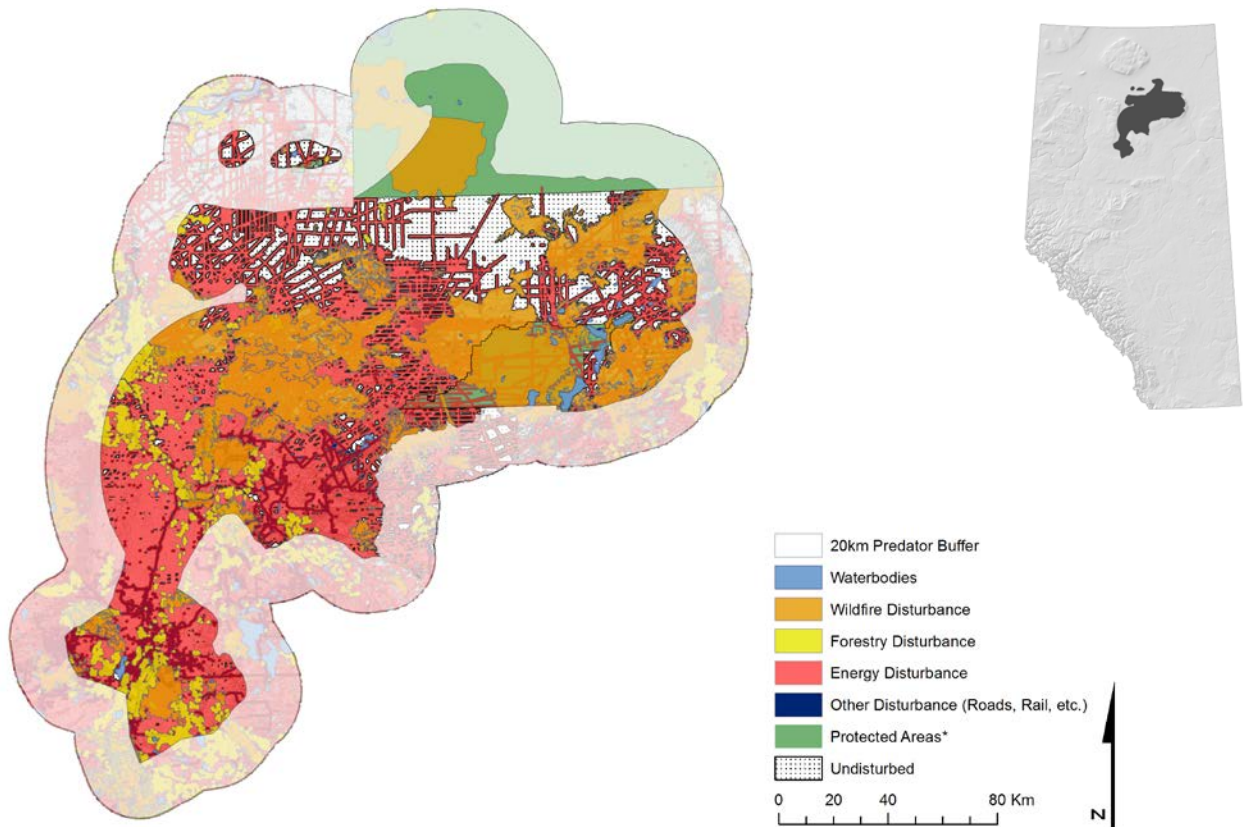 20km Predator Buffer
Waterbodies
Wildfire Disturbance
Forestry Disturbance
Energy Disturbance
Other Disturbance (Roads, Rail, etc.)
Protected Areas*
Undisturbed
0 20 40 80 Km
N